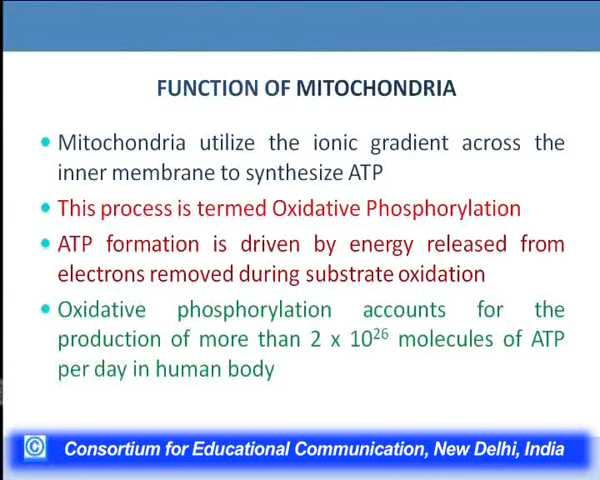 FUNCTION OF MITOCHONDRIA
Mitochondria utilize the ionic gradient across the
inner membrane to synthesize ATP
This process is termed Oxidative Phosphorylation
ATP formation is driven by energy released from
electrons removed during substrate oxidation
Oxidative phosphorylation accounts for the
production of more than 2 x 10²⁶ molecules of ATP
per day in human body
© Consortium for Educational Communication, New Delhi, India